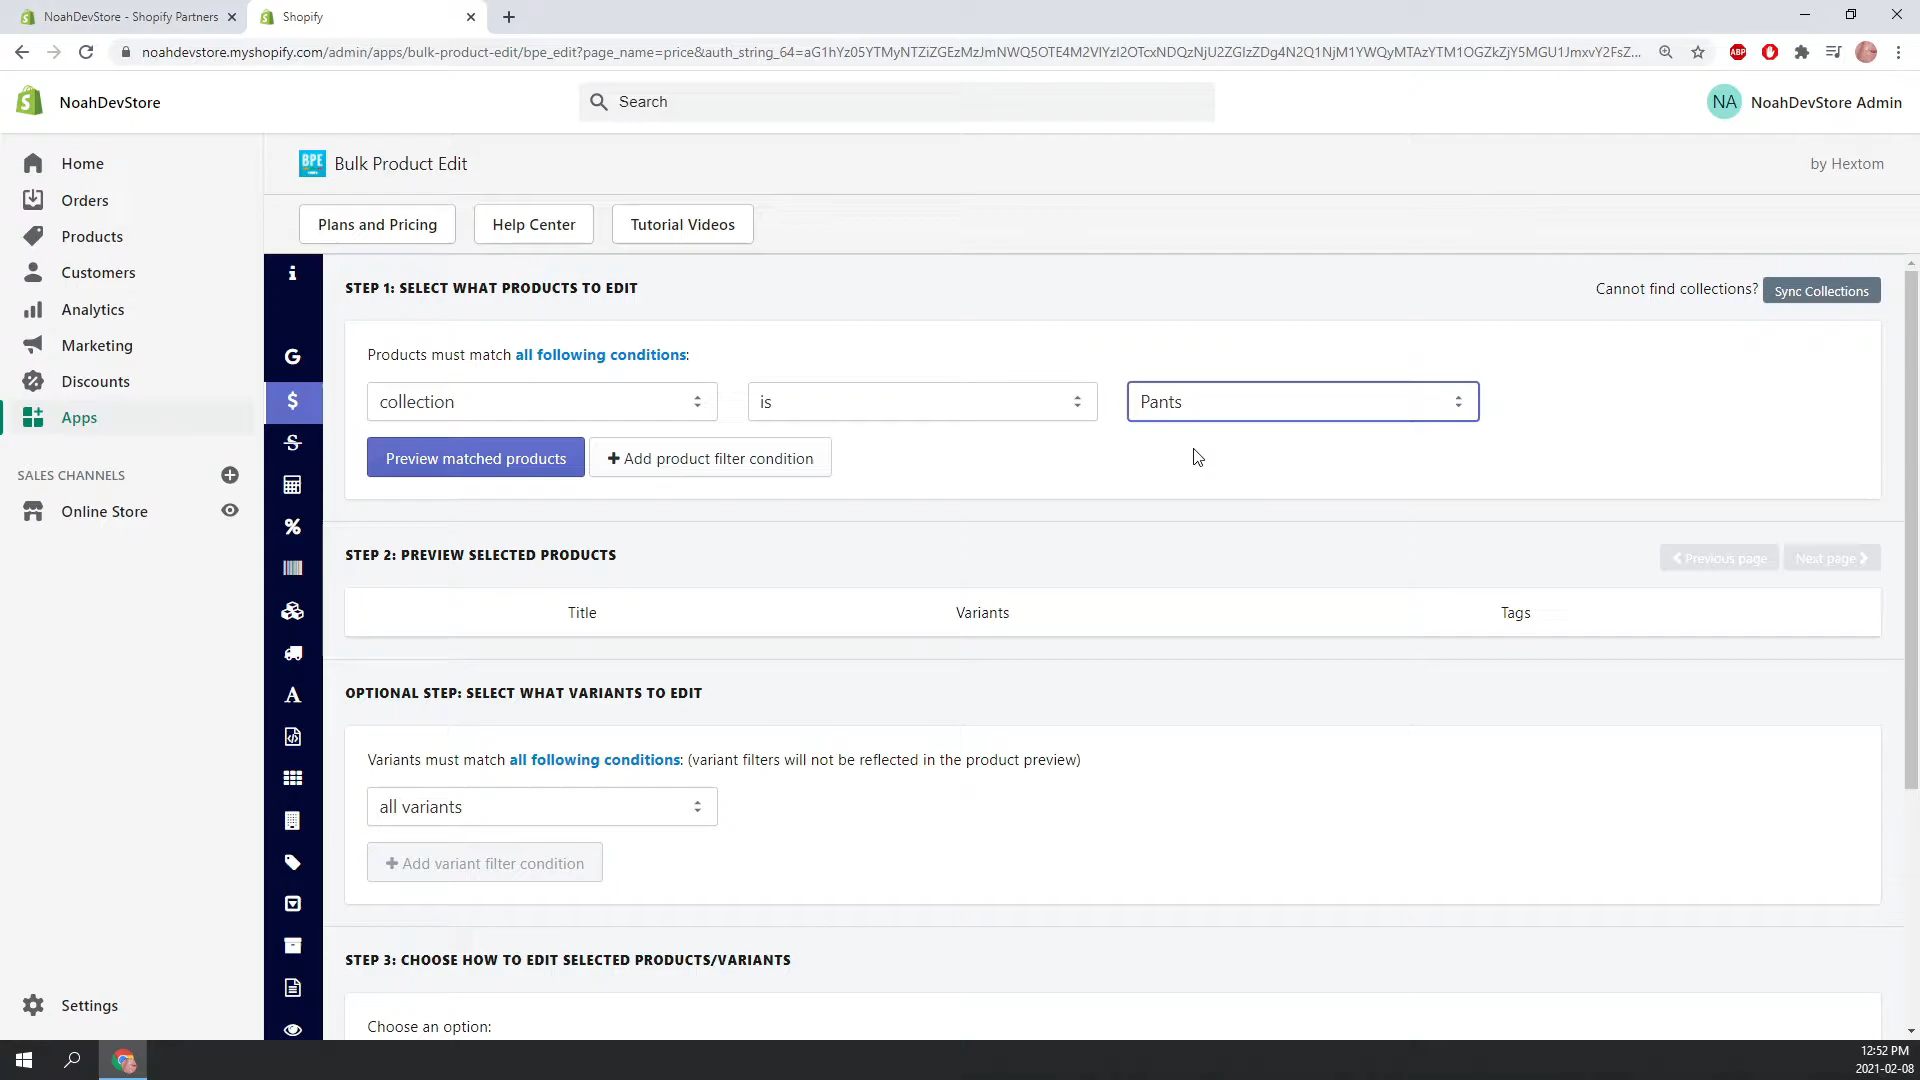 NoahDevStore - Shopify Partners
Shopify
noahdevstore.myshopify.com/admin/apps/bulk-product-edit/bpe_edit?page_name=price&auth_string_64=
NoahDevStore
Search
NA
NoahDevStore Admin
Home
Orders
Products
Customers
Analytics
Marketing
Discounts
Apps
SALES CHANNELS
Online Store
Settings
BPE
Bulk Product Edit
by Hextom
Plans and Pricing
Help Center
Tutorial Videos
STEP 1: SELECT WHAT PRODUCTS TO EDIT
Cannot find collections? Sync Collections
Products must match all following conditions:
collection
is
Pants
Preview matched products
Add product filter condition
STEP 2: PREVIEW SELECTED PRODUCTS
Previous page
Next page
Title
Variants
Tags
OPTIONAL STEP: SELECT WHAT VARIANTS TO EDIT
Variants must match all following conditions: (variant filters will not be reflected in the product preview)
all variants
Add variant filter condition
STEP 3: CHOOSE HOW TO EDIT SELECTED PRODUCTS/VARIANTS
Choose an option:
12:52 PM
2021-02-08